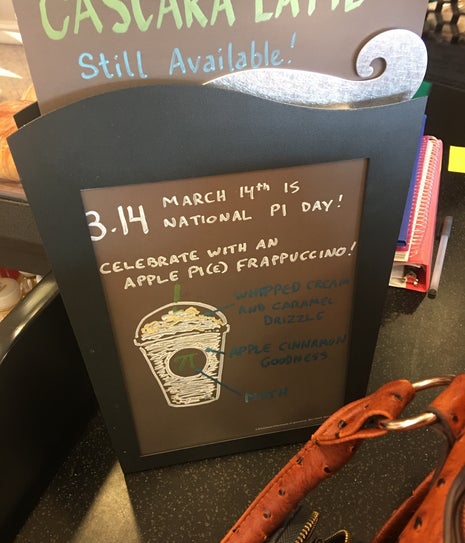 CASCARA LATTE
Still Available!
3.14 MARCH 14th IS
NATIONAL PI DAY!
CELEBRATE WITH AN
APPLE PI(E) FRAPPUCCINO!
WHIPPED CREAM
AND CARAMEL
DRIZZLE
APPLE CINNAMON
GOODNESS
π
MATH